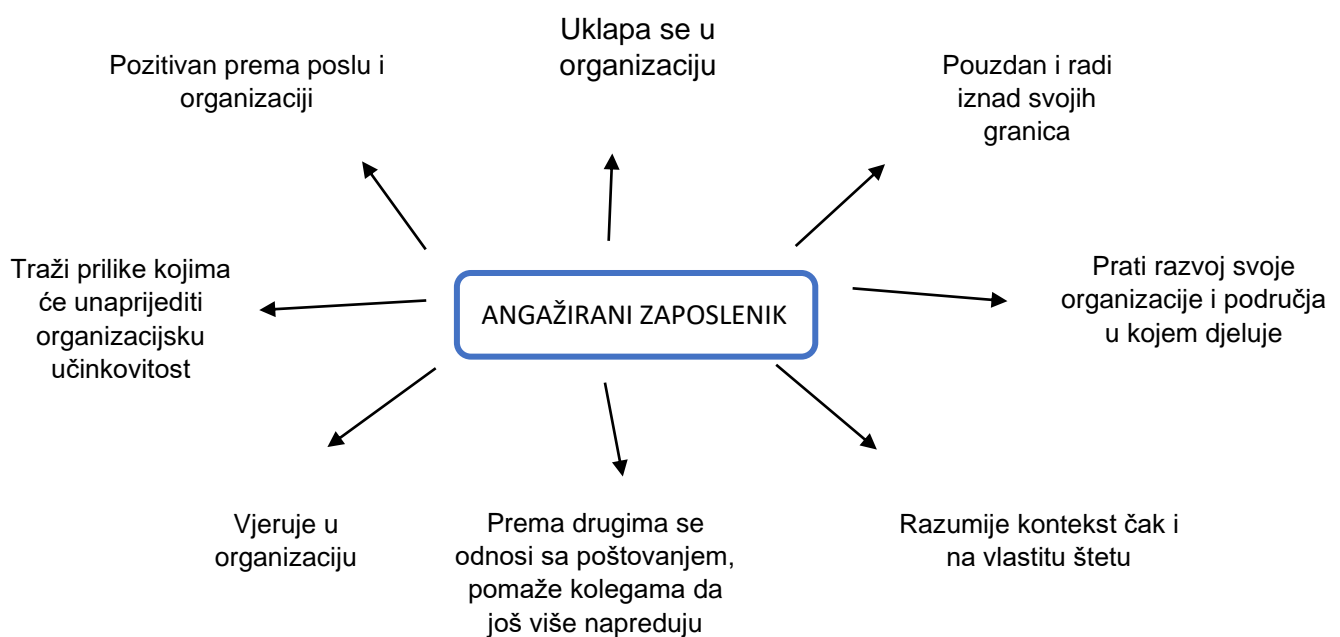 Uklapa se u
organizaciju
Pozitivan prema poslu i
organizaciji
Pouzdan i radi
iznad svojih
granica
Traži prilike kojima
će unaprijediti
organizacijsku
učinkovitost
ANGAŽIRANI ZAPOSLENIK
Prati razvoj svoje
organizacije i područja
u kojem djeluje
Vjeruje u
organizaciju
Prema drugima se
odnosi sa poštovanjem,
pomaže kolegama da
još više napreduju
Razumije kontekst čak i
na vlastitu štetu